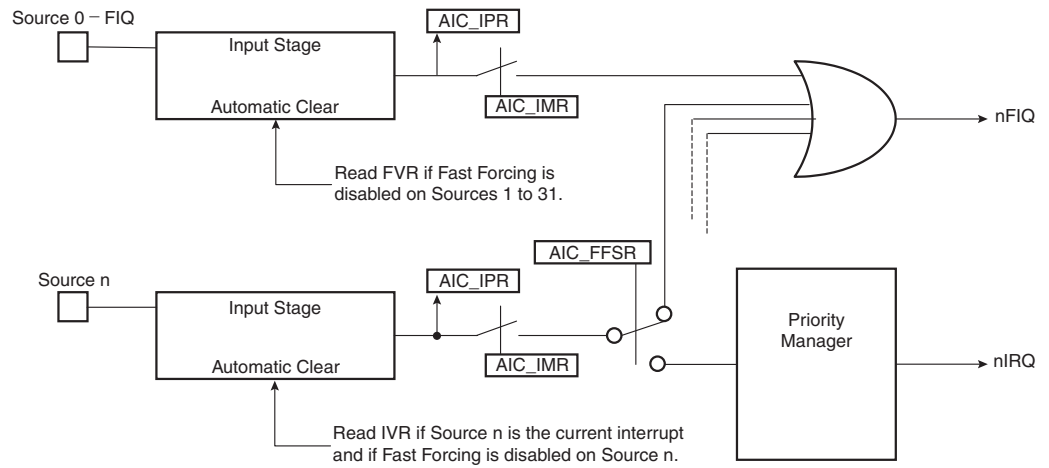 Source 0 – FIQ
AIC_IPR
Input Stage
Automatic Clear
AIC_IMR
nFIQ
Read FVR if Fast Forcing is
disabled on Sources 1 to 31.
AIC_FFSR
Source n
AIC_IPR
Input Stage
Priority
Manager
Automatic Clear
AIC_IMR
nIRQ
Read IVR if Source n is the current interrupt
and if Fast Forcing is disabled on Source n.